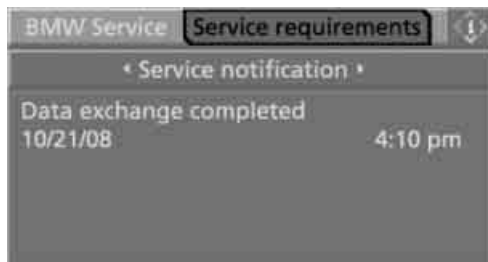 BMW Service Service requirements
Service notification
Data exchange completed
10/21/08 4:10 pm